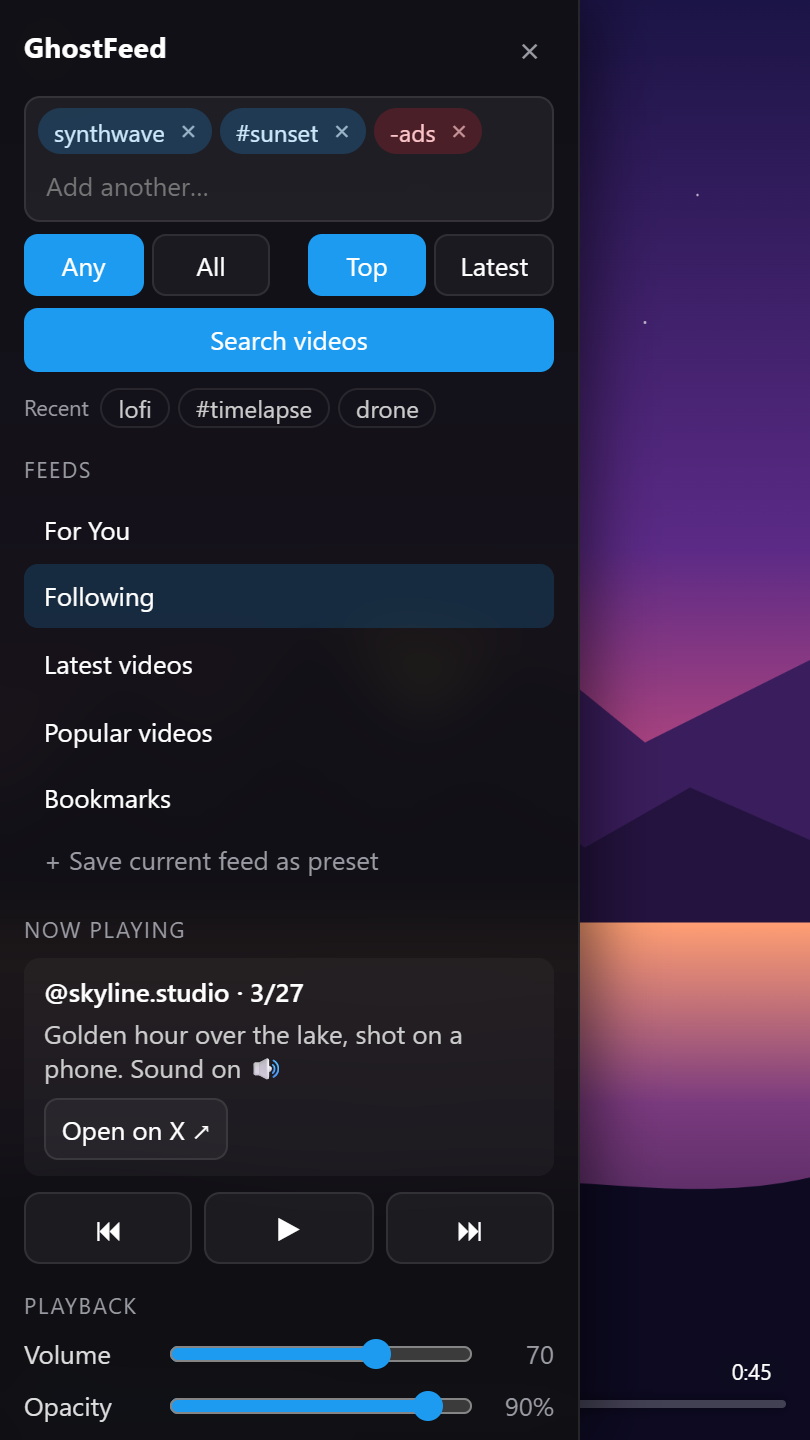 GhostFeed ×
synthwave × #sunset × -ads ×
Add another...
Any All Top Latest
Search videos
Recent lofi #timelapse drone
FEEDS
For You
Following
Latest videos
Popular videos
Bookmarks
+ Save current feed as preset
NOW PLAYING
@skyline.studio · 3/27
Golden hour over the lake, shot on a
phone. Sound on 🔊
Open on X ↗
PLAYBACK
Volume 70
0:45
Opacity 90%